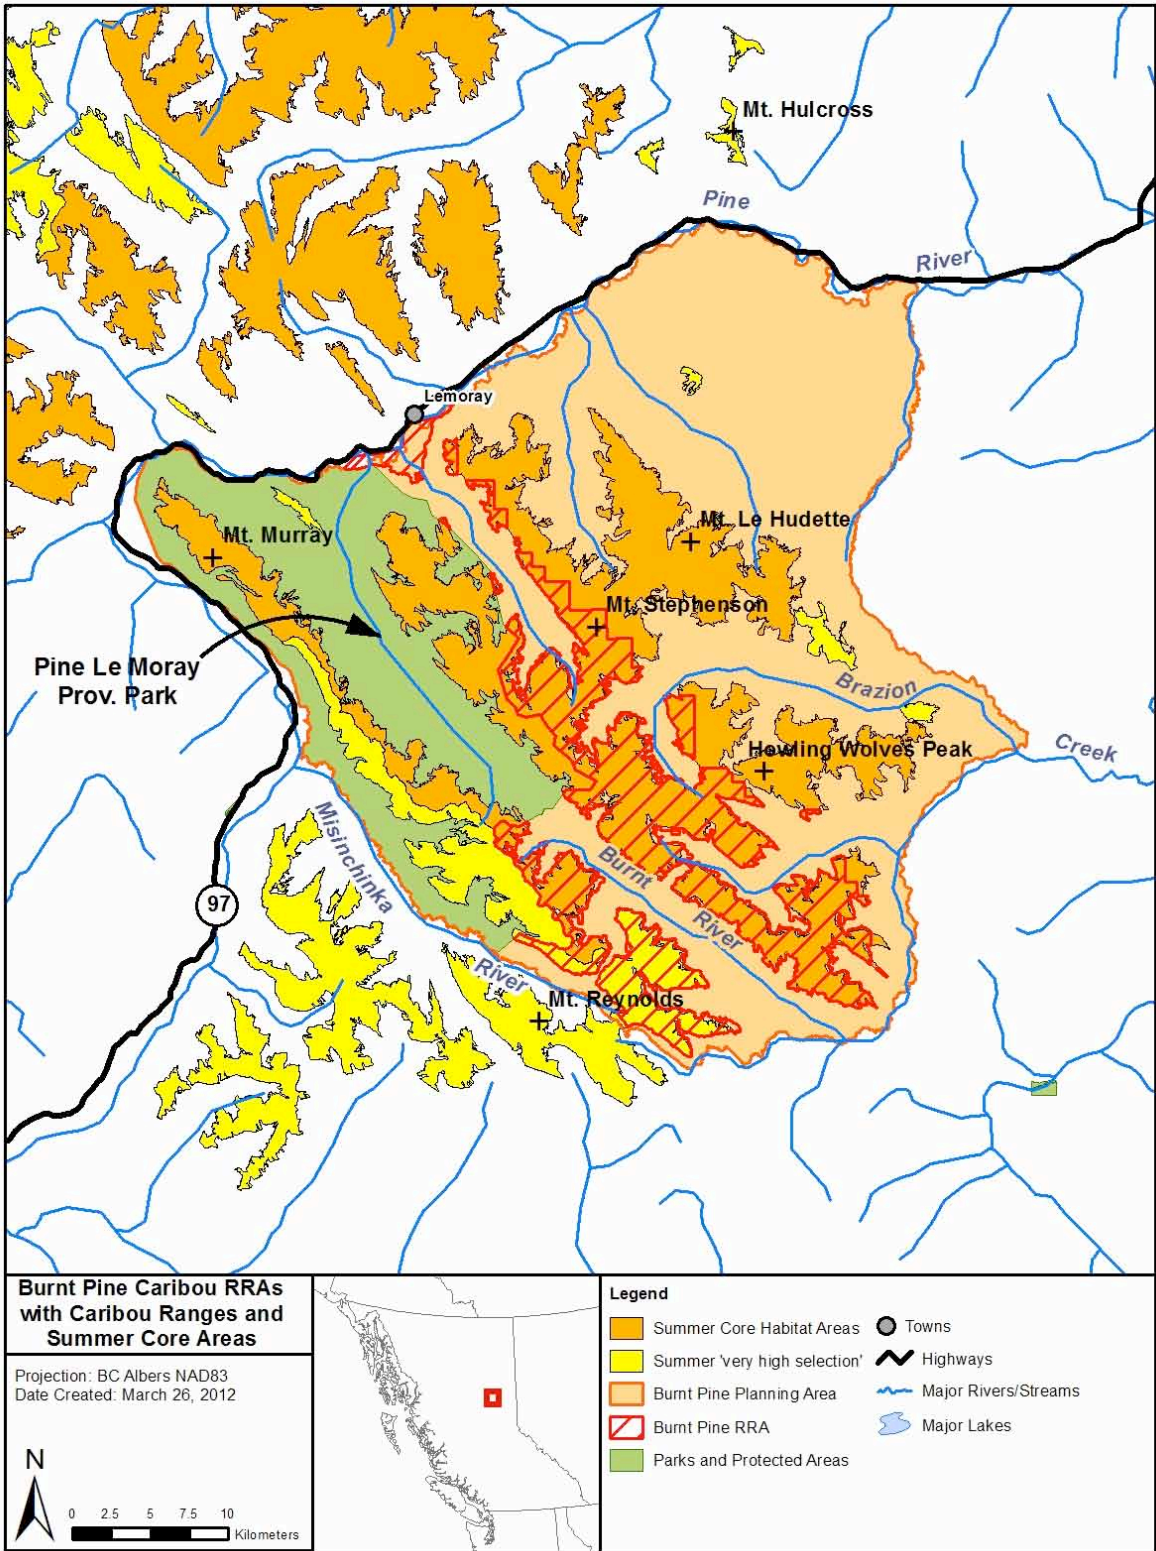 Mt. Hulcross
Pine
River
Lemoray
Mt. Le Hudette
Mt. Murray
Mt. Stephenson
Pine Le Moray
Prov. Park
Brazion
Creek
Howling Wolves Peak
Misinchinka
River
Burnt
River
97
Mt. Reynolds
Burnt Pine Caribou RRAs
with Caribou Ranges and
Summer Core Areas
Projection: BC Albers NAD83
Date Created: March 26, 2012
N
0 2.5 5 7.5 10
Kilometers
Legend
Summer Core Habitat Areas
Summer 'very high selection'
Burnt Pine Planning Area
Burnt Pine RRA
Parks and Protected Areas
Towns
Highways
Major Rivers/Streams
Major Lakes